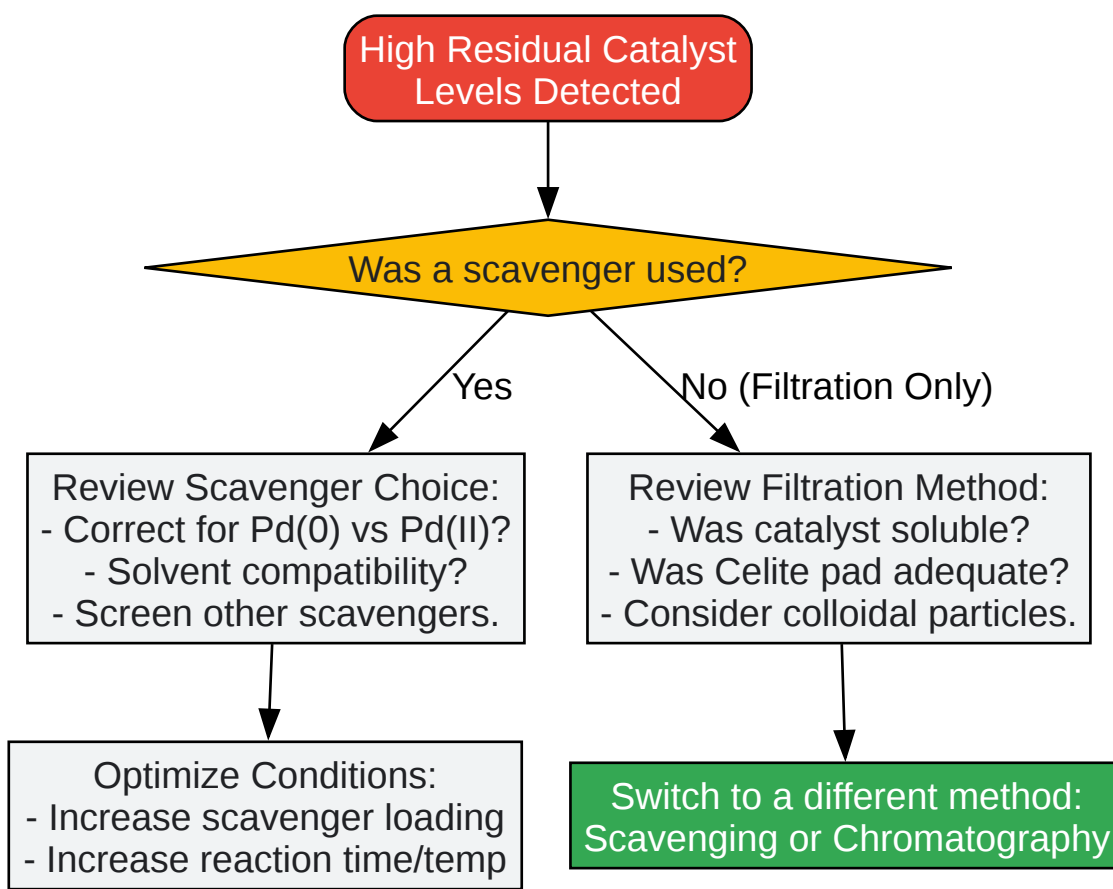 High Residual Catalyst
Levels Detected
Was a scavenger used?
Yes
No (Filtration Only)
Review Scavenger Choice:
- Correct for Pd(0) vs Pd(II)?
- Solvent compatibility?
- Screen other scavengers.
Review Filtration Method:
- Was catalyst soluble?
- Was Celite pad adequate?
- Consider colloidal particles.
Optimize Conditions:
- Increase scavenger loading
- Increase reaction time/temp
Switch to a different method:
Scavenging or Chromatography